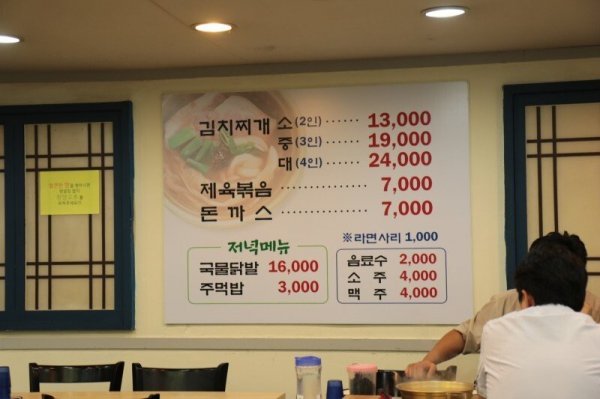 김치찌개 소(2인)······ 13,000
중(3인)······ 19,000
대(4인)······ 24,000
제육볶음 ·············· 7,000
돈까스 ·············· 7,000
※라면사리 1,000
저녁메뉴
국물닭발 16,000
주먹밥 3,000
음료수 2,000
소주 4,000
맥주 4,000